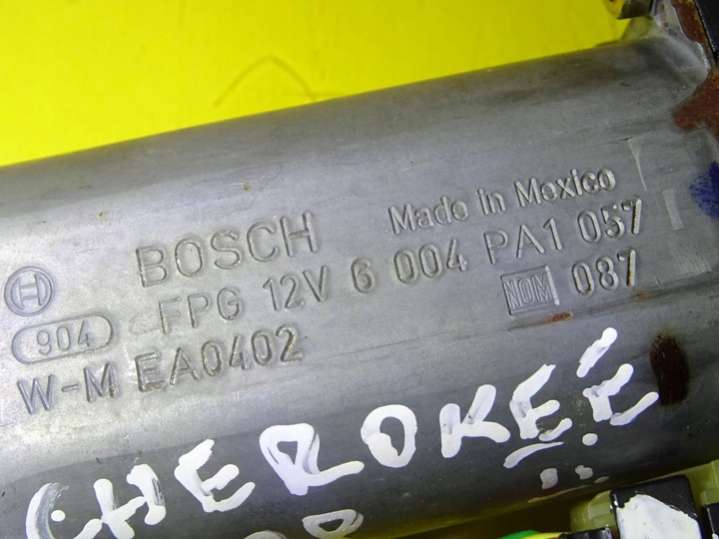 BOSCH Made in Mexico
904 FPG 12V 6 004 PA1 057
W-M EA0402 NOM 087
CHEROKEE